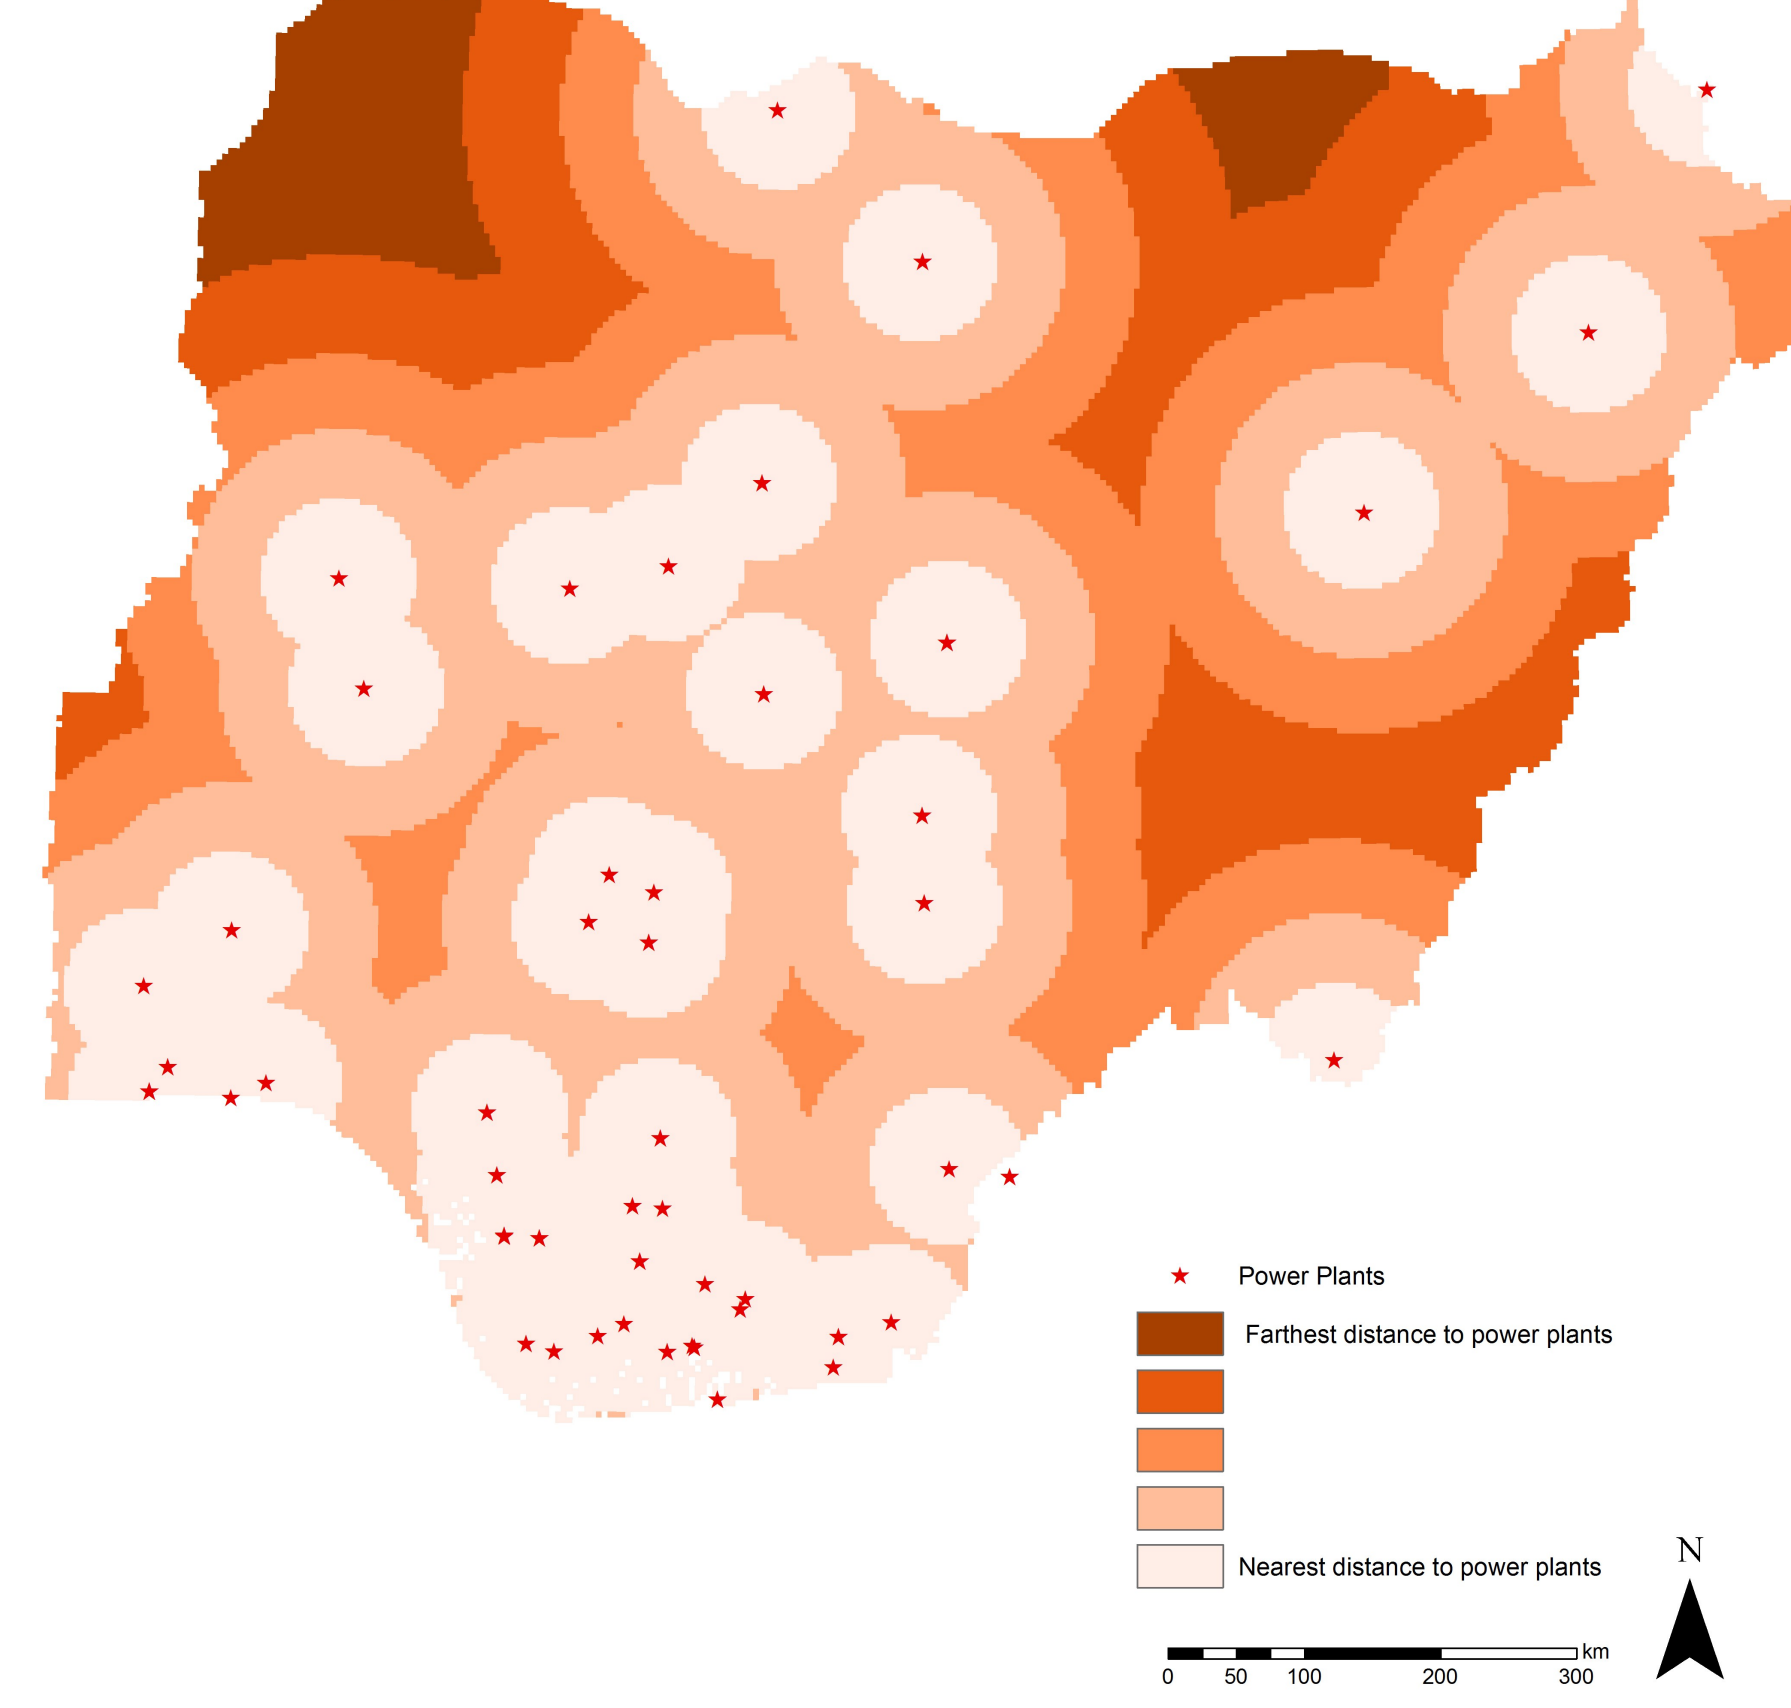 Power Plants
Farthest distance to power plants
Nearest distance to power plants
N
km
0 50 100 200 300